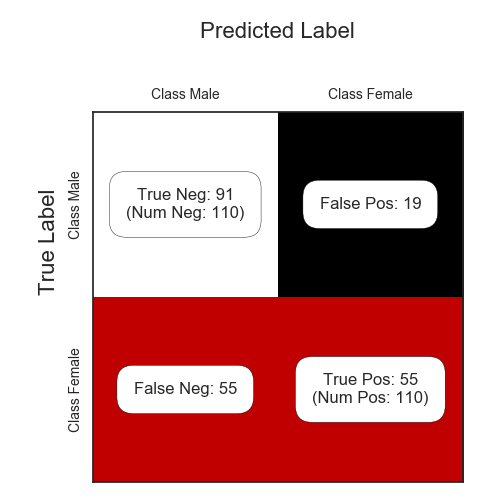 Predicted Label
Class Male
Class Female
True Label
Class Male
True Neg: 91
(Num Neg: 110)
False Pos: 19
Class Female
False Neg: 55
True Pos: 55
(Num Pos: 110)